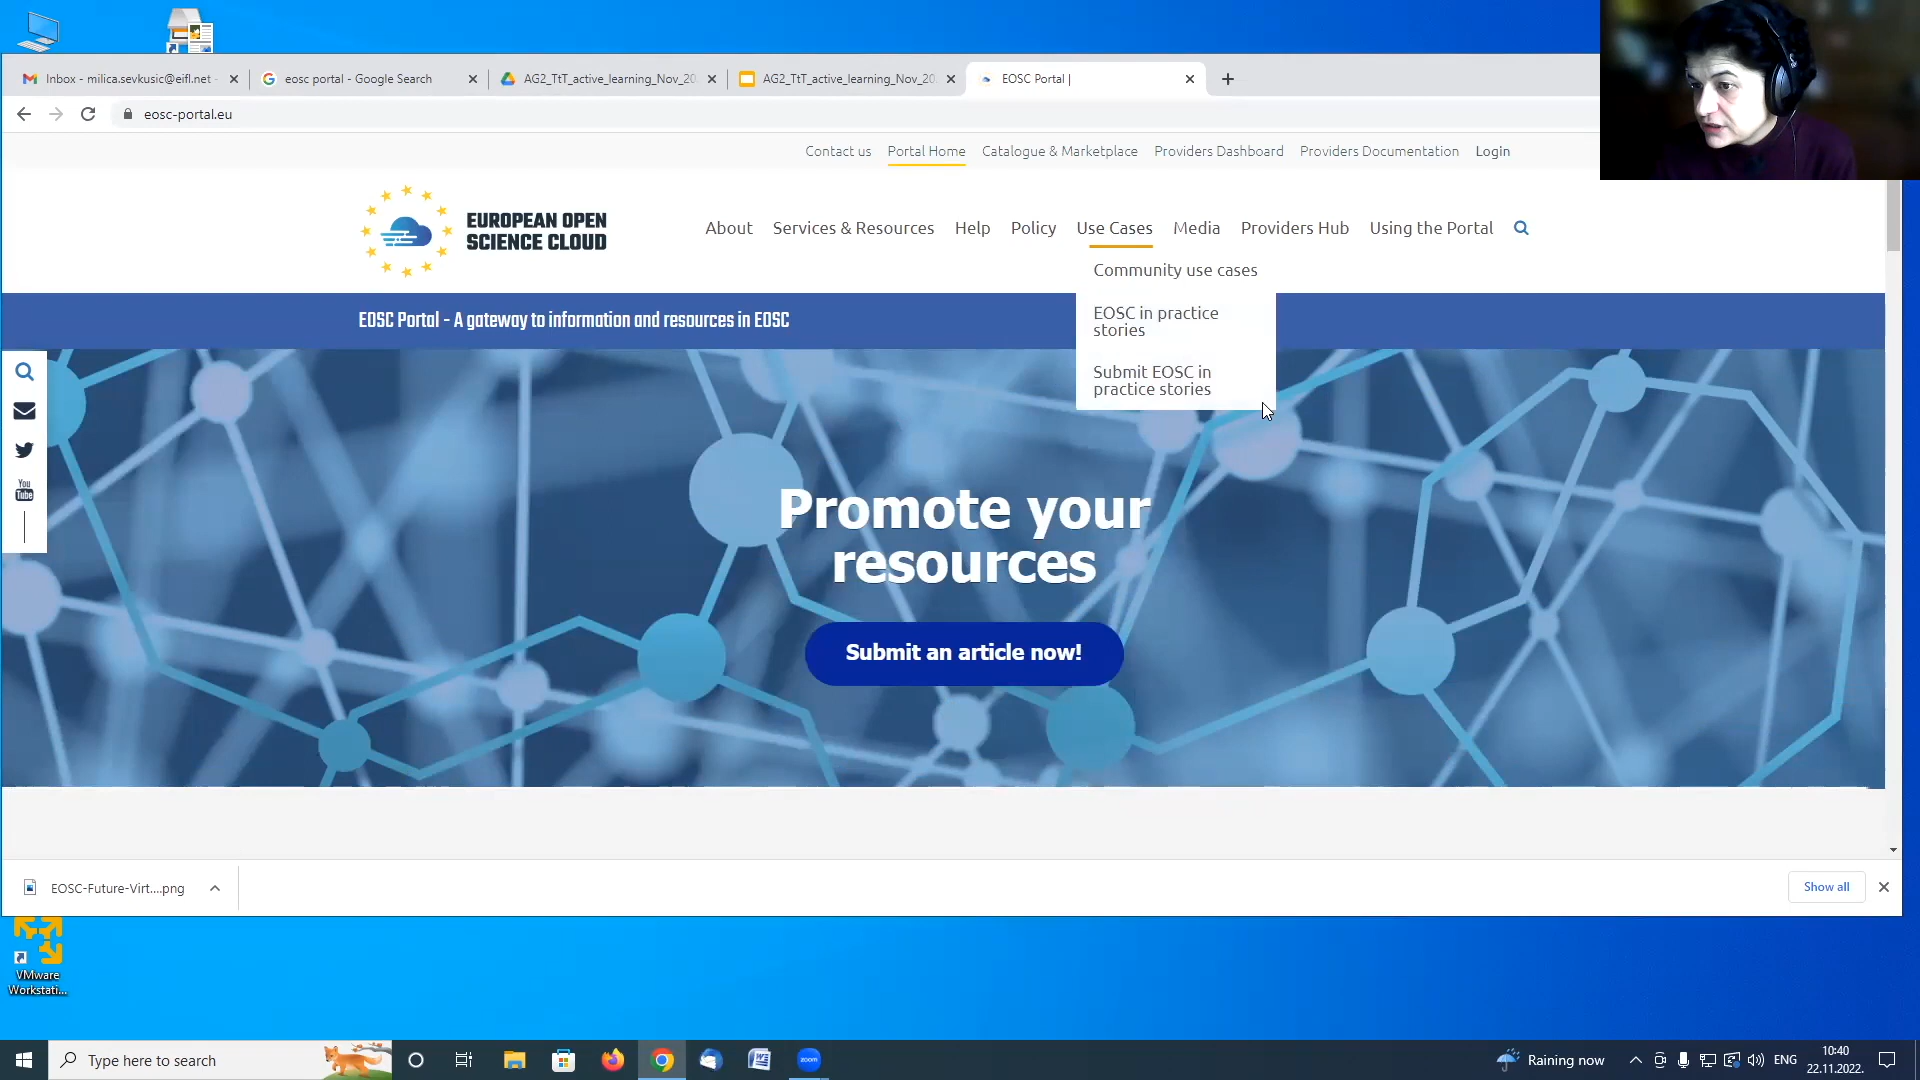 Inbox - milica.sevkusic@eifl.net -
eosc portal - Google Search
AG2_TtT_active_learning_Nov_20
AG2_TtT_active_learning_Nov_20
EOSC Portal |
eosc-portal.eu
Contact us
Portal Home
Catalogue & Marketplace
Providers Dashboard
Providers Documentation
Login
EUROPEAN OPEN
SCIENCE CLOUD
About
Services & Resources
Help
Policy
Use Cases
Media
Providers Hub
Using the Portal
Community use cases
EOSC in practice
stories
Submit EOSC in
practice stories
EOSC Portal - A gateway to information and resources in EOSC
You
Tube
Promote your
resources
Submit an article now!
EOSC-Future-Virt....png
Show all
VMware
Workstati...
Type here to search
zoom
Raining now
ENG
10:40
22.11.2022.